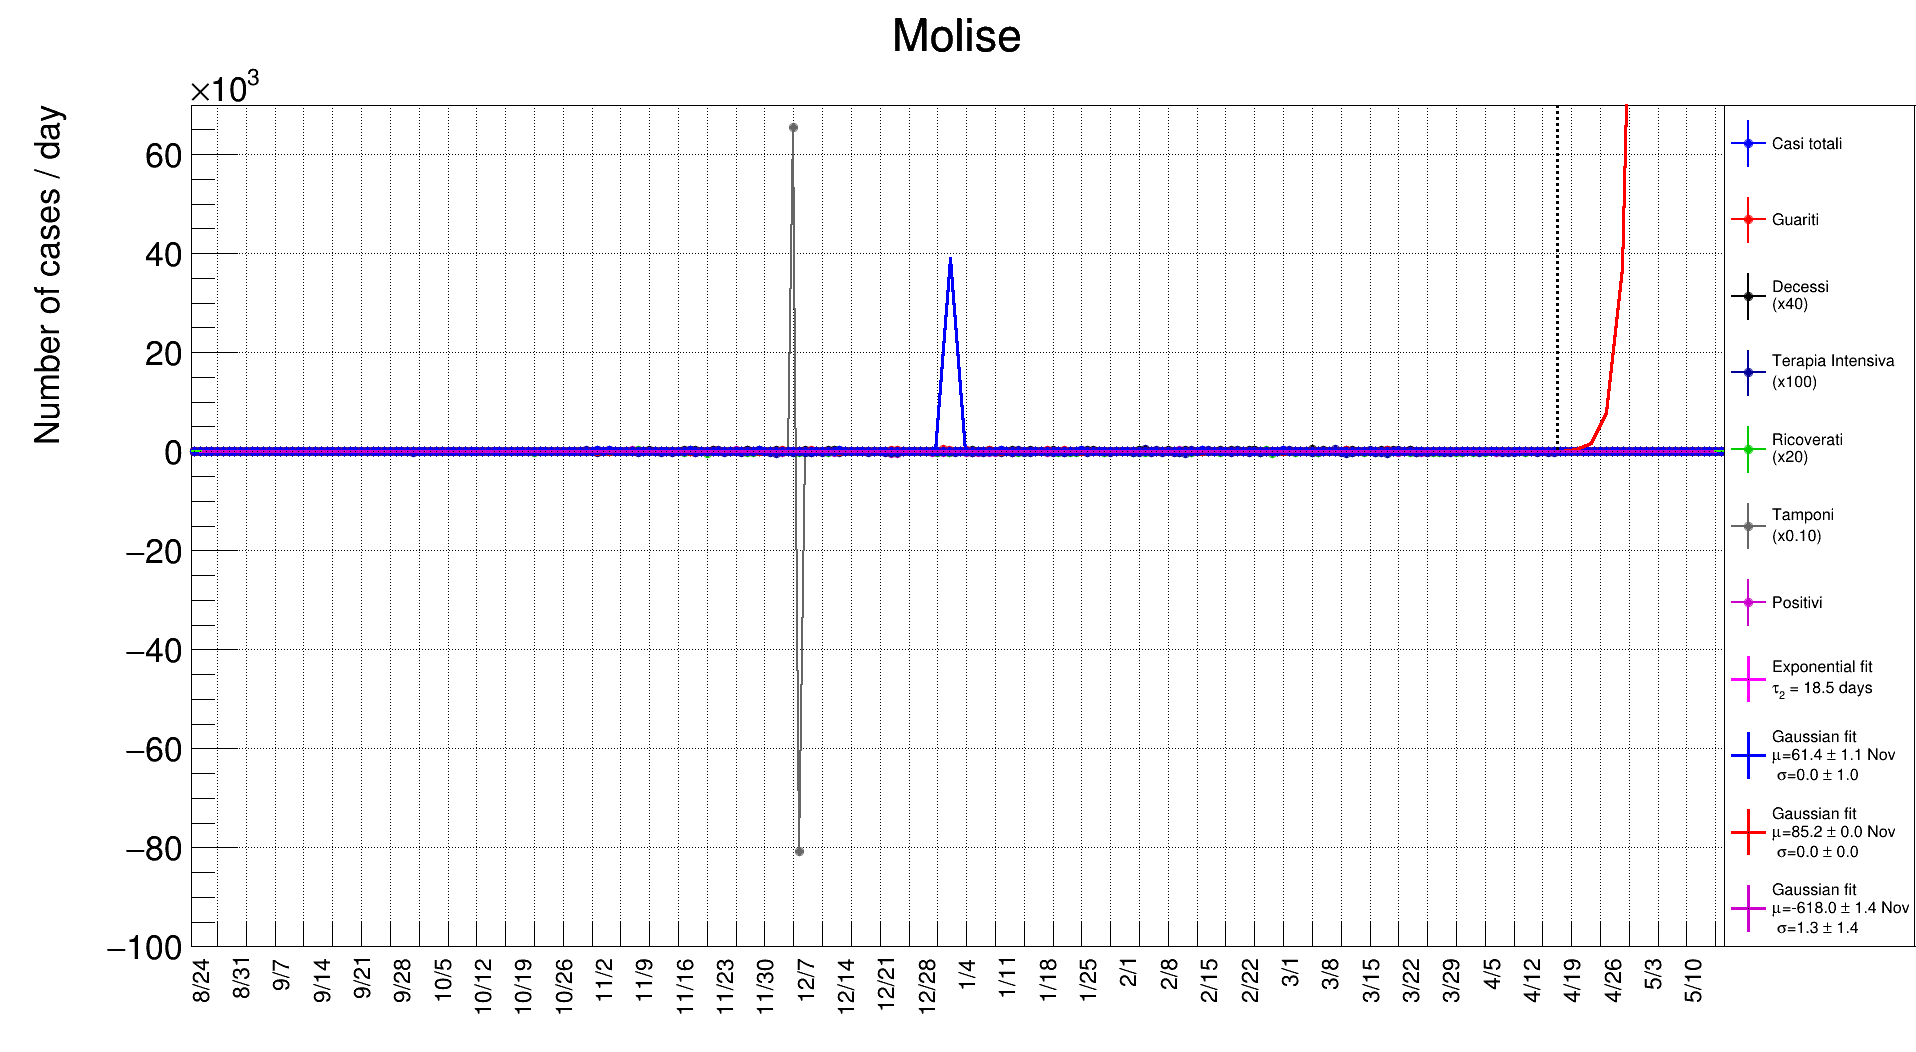 Molise
×10³
Number of cases / day
60
40
20
0
−20
−40
−60
−80
−100
8/24
8/31
9/7
9/14
9/21
9/28
10/5
10/12
10/19
10/26
11/2
11/9
11/16
11/23
11/30
12/7
12/14
12/21
12/28
1/4
1/11
1/18
1/25
2/1
2/8
2/15
2/22
3/1
3/8
3/15
3/22
3/29
4/5
4/12
4/19
4/26
5/3
5/10
Casi totali
Guariti
Decessi
(x40)
Terapia Intensiva
(x100)
Ricoverati
(x20)
Tamponi
(x0.10)
Positivi
Exponential fit
τ₂ = 18.5 days
Gaussian fit
μ=61.4 ± 1.1 Nov
σ=0.0 ± 1.0
Gaussian fit
μ=85.2 ± 0.0 Nov
σ=0.0 ± 0.0
Gaussian fit
μ=-618.0 ± 1.4 Nov
σ=1.3 ± 1.4